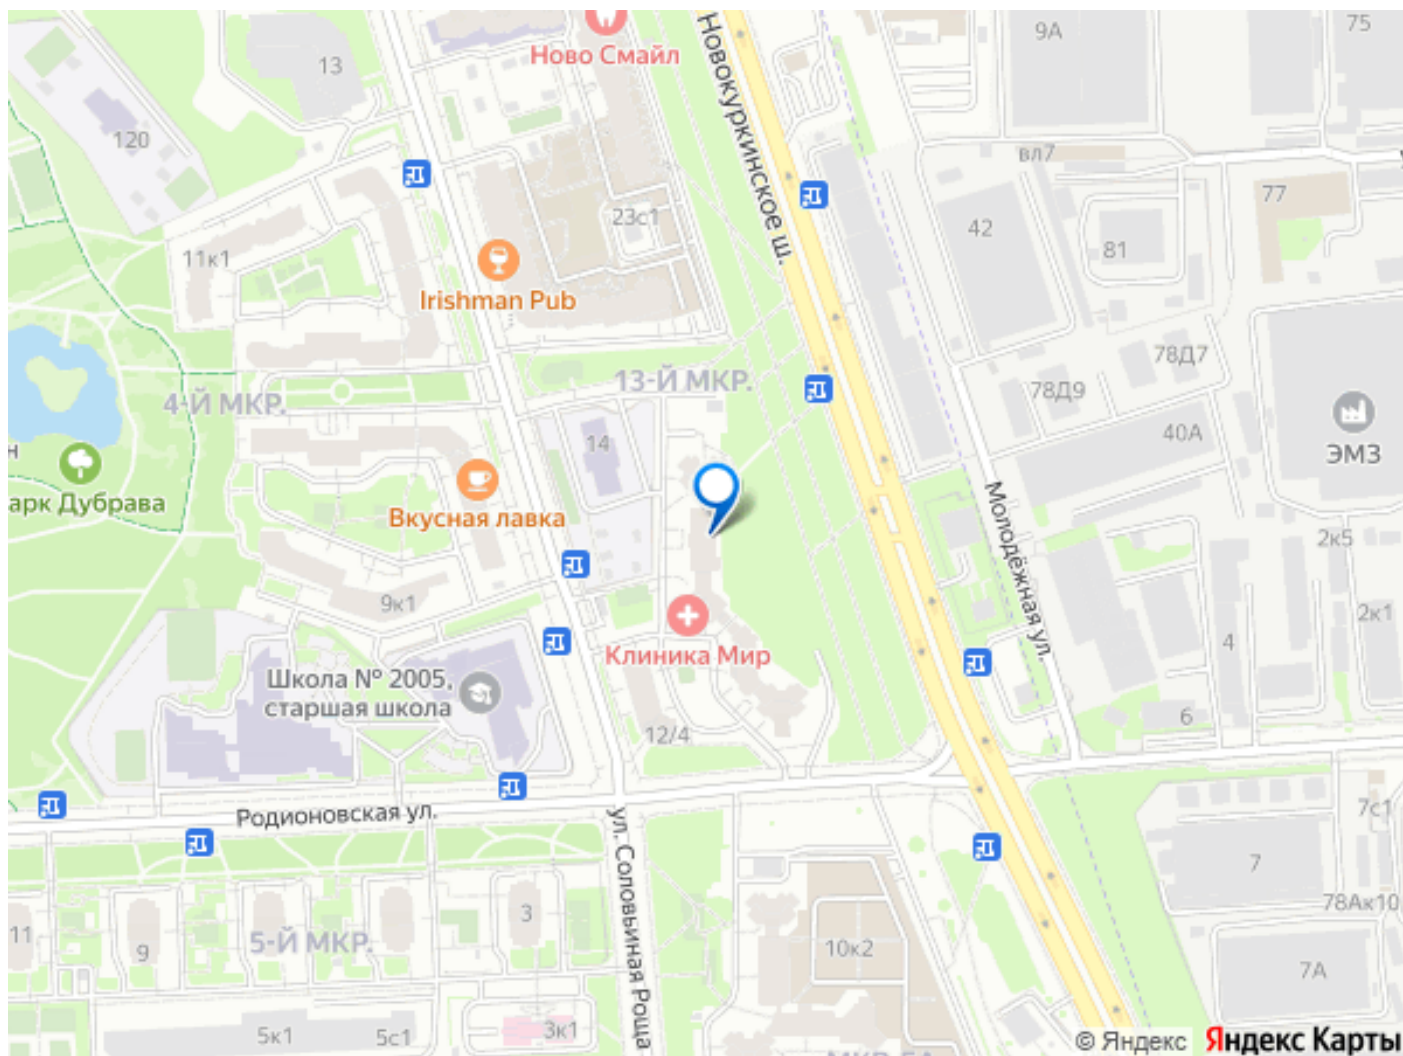 Ново Смайл
Новокуркинское ш.
9А
75
13
120
вл7
77
23с1
42
81
11к1
Irishman Pub
78Д7
13-Й МКР.
78Д9
4-Й МКР.
14
40А
ЭМЗ
н
арк Дубрава
Вкусная лавка
Молодёжная ул.
2к5
9к1
2к1
4
Клиника Мир
Школа № 2005,
старшая школа
6
12/4
Родионовская ул.
ул. Соловьиная Роща
7с1
7
3
78Ак10
11
9
5-Й МКР.
10к2
7А
5к1
5с1
3к1
© Яндекс
Яндекс Карты